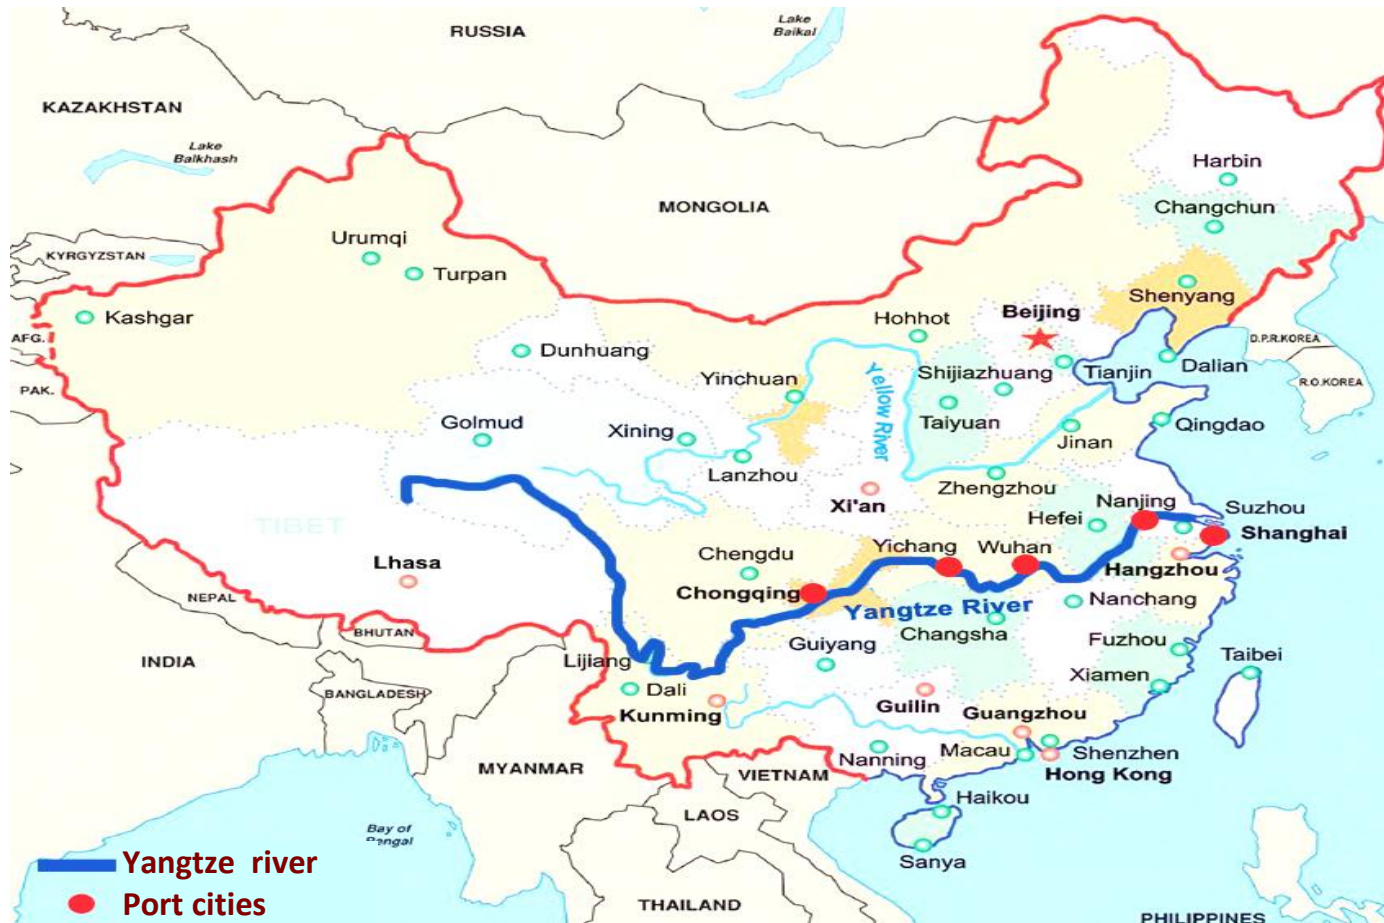 RUSSIA
Lake
Baikal
KAZAKHSTAN
Lake
Balkhash
Harbin
MONGOLIA
Changchun
Urumqi
KYRGYZSTAN
Turpan
Shenyang
Kashgar
Beijing
Hohhot
AFG.
D.P.R.KOREA
Dunhuang
Shijiazhuang
Tianjin
Dalian
Yinchuan
Yellow River
R.O.KOREA
PAK.
Golmud
Xining
Taiyuan
Jinan
Qingdao
Lanzhou
Zhengzhou
Xi'an
Nanjing
Suzhou
TIBET
Hefei
Shanghai
Yichang
Wuhan
Chengdu
Lhasa
Hangzhou
Chongqing
NEPAL
Yangtze River
Nanchang
BHUTAN
Changsha
Guiyang
Fuzhou
INDIA
Lijiang
Taibei
Xiamen
BANGLADESH
Dali
Guilin
Kunming
Guangzhou
Nanning
Macau
Shenzhen
MYANMAR
VIETNAM
Hong Kong
Haikou
LAOS
Bay of
Sanya
Yangtze river
Port cities
THAILAND
PHILIPPINES